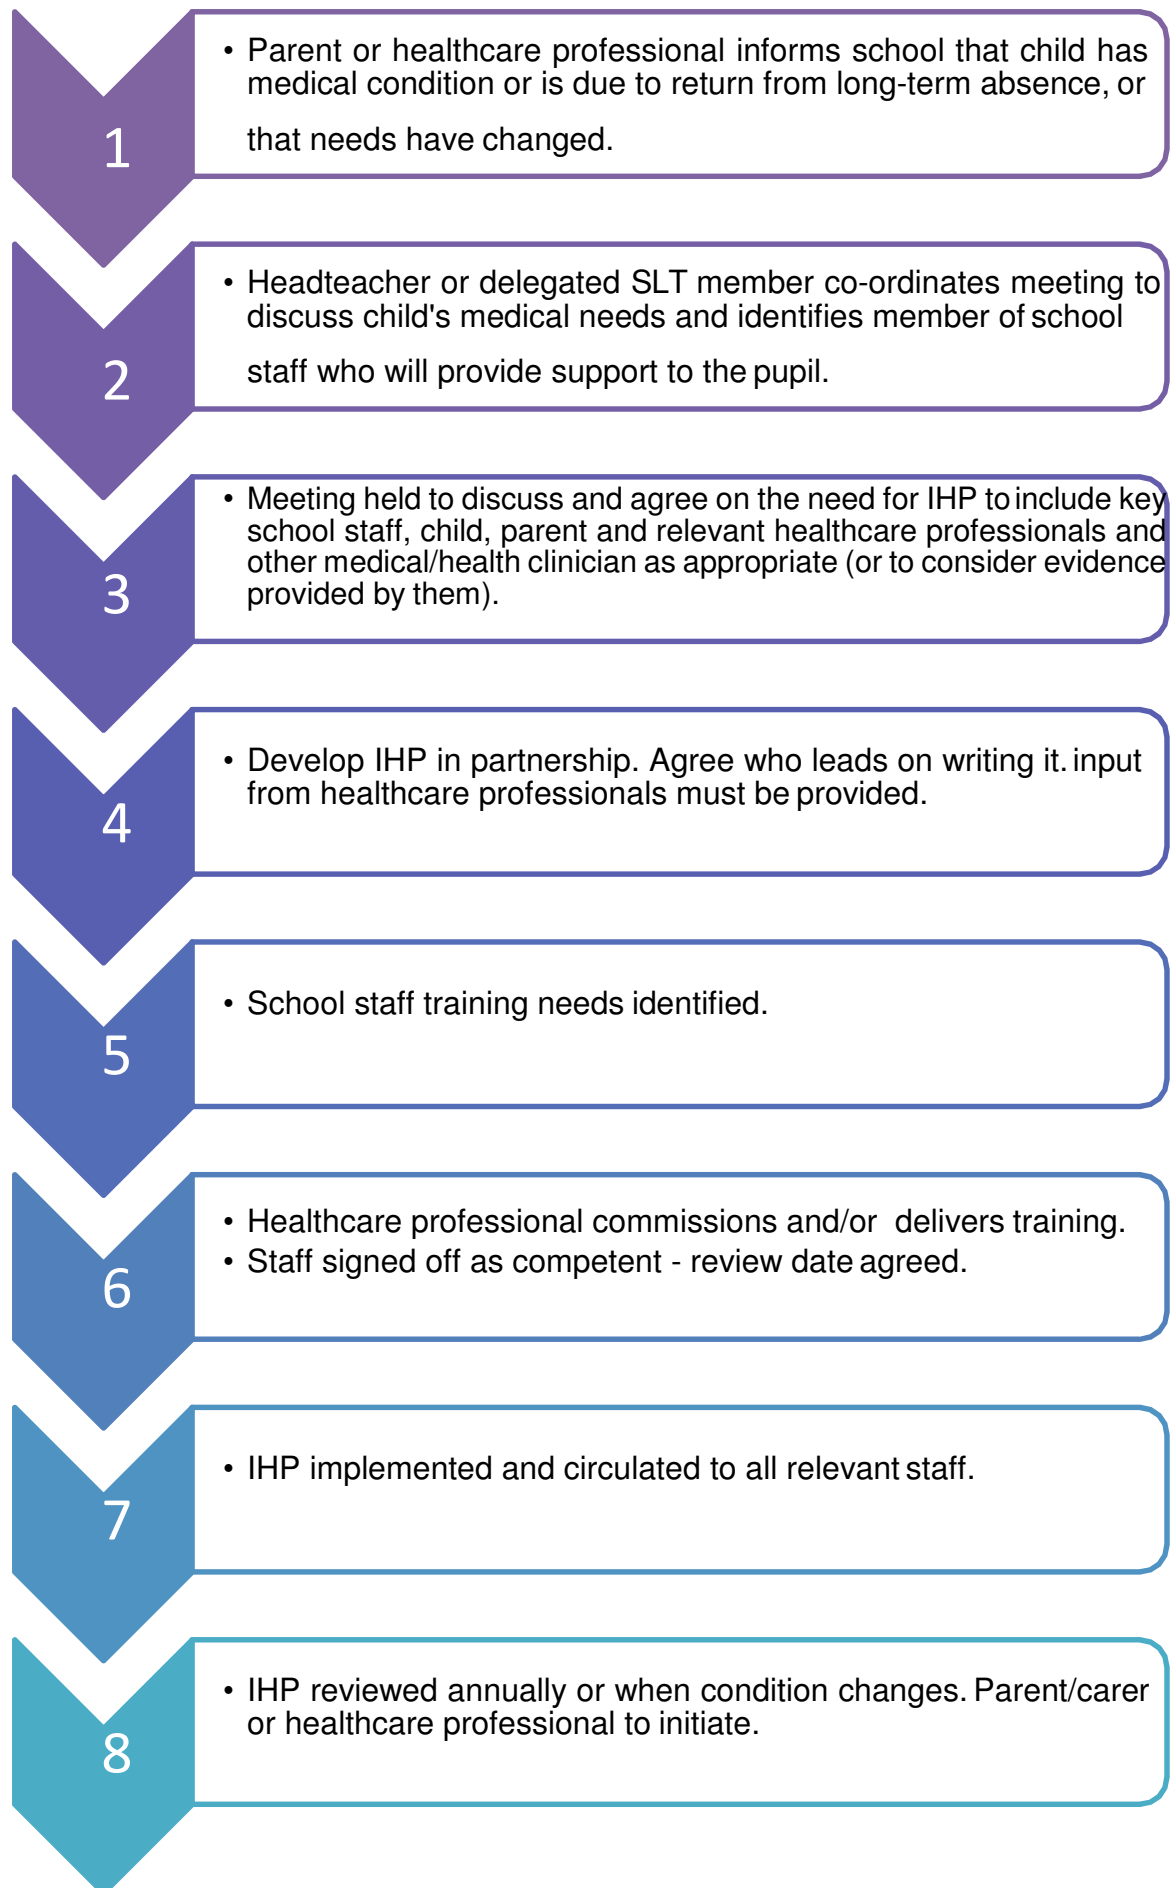 1
• Parent or healthcare professional informs school that child has
medical condition or is due to return from long-term absence, or
that needs have changed.
2
• Headteacher or delegated SLT member co-ordinates meeting to
discuss child's medical needs and identifies member of school
staff who will provide support to the pupil.
3
• Meeting held to discuss and agree on the need for IHP to include key
school staff, child, parent and relevant healthcare professionals and
other medical/health clinician as appropriate (or to consider evidence
provided by them).
4
• Develop IHP in partnership. Agree who leads on writing it. input
from healthcare professionals must be provided.
5
• School staff training needs identified.
6
• Healthcare professional commissions and/or delivers training.
• Staff signed off as competent - review date agreed.
7
• IHP implemented and circulated to all relevant staff.
8
• IHP reviewed annually or when condition changes. Parent/carer
or healthcare professional to initiate.